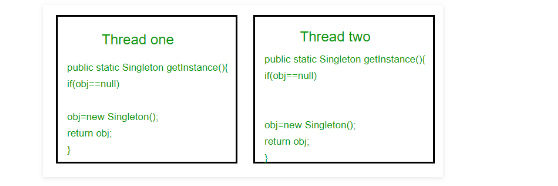 Thread one
public static Singleton getInstance(){
if(obj==null)
obj=new Singleton();
return obj;
}
Thread two
public static Singleton getInstance(){
if(obj==null)
obj=new Singleton();
return obj;
}